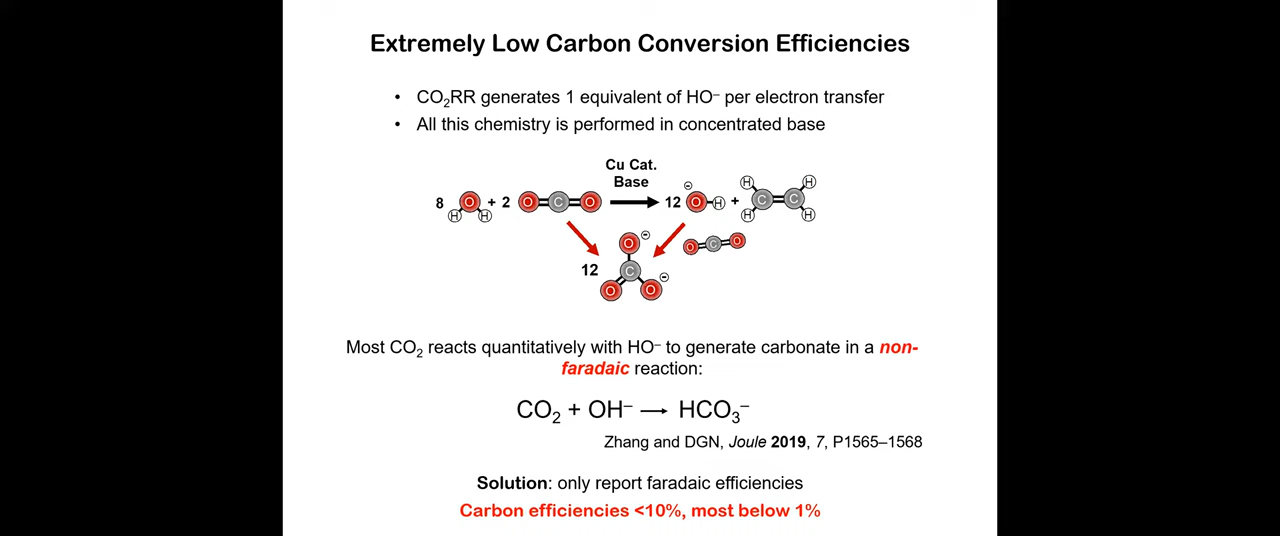 Extremely Low Carbon Conversion Efficiencies
• CO₂RR generates 1 equivalent of HO⁻ per electron transfer
• All this chemistry is performed in concentrated base
Cu Cat.
Base
8 H O H + 2 O C O 12 O⁻ H + H H C C H H
O C O
12 O⁻ C O O⁻
Most CO₂ reacts quantitatively with HO⁻ to generate carbonate in a non-
faradaic reaction:
CO₂ + OH⁻ → HCO₃⁻
Zhang and DGN, Joule 2019, 7, P1565–1568
Solution: only report faradaic efficiencies
Carbon efficiencies <10%, most below 1%